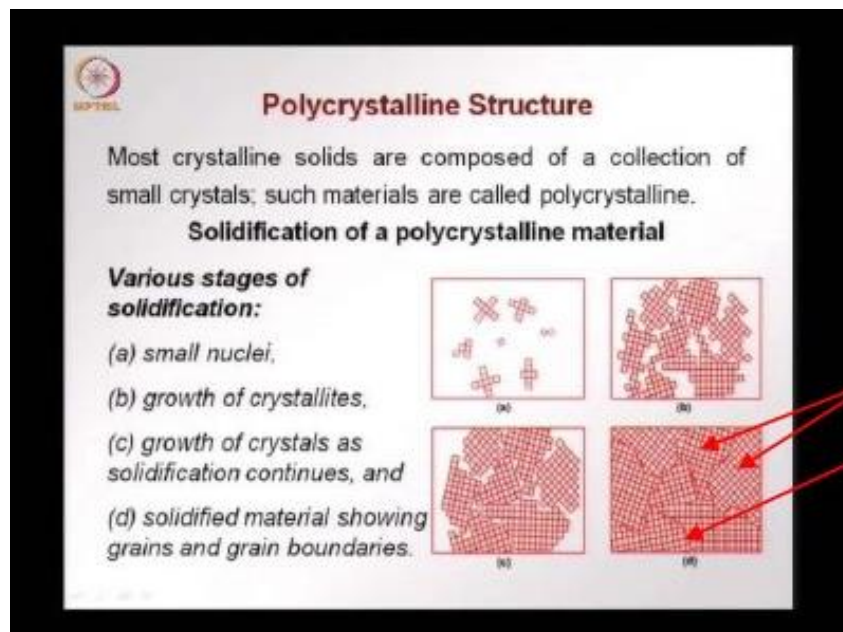 NPTEL
Polycrystalline Structure
Most crystalline solids are composed of a collection of
small crystals; such materials are called polycrystalline.
Solidification of a polycrystalline material
Various stages of
solidification:
(a) small nuclei,
(b) growth of crystallites,
(c) growth of crystals as
solidification continues, and
(d) solidified material showing
grains and grain boundaries.
(a)
(b)
(c)
(d)